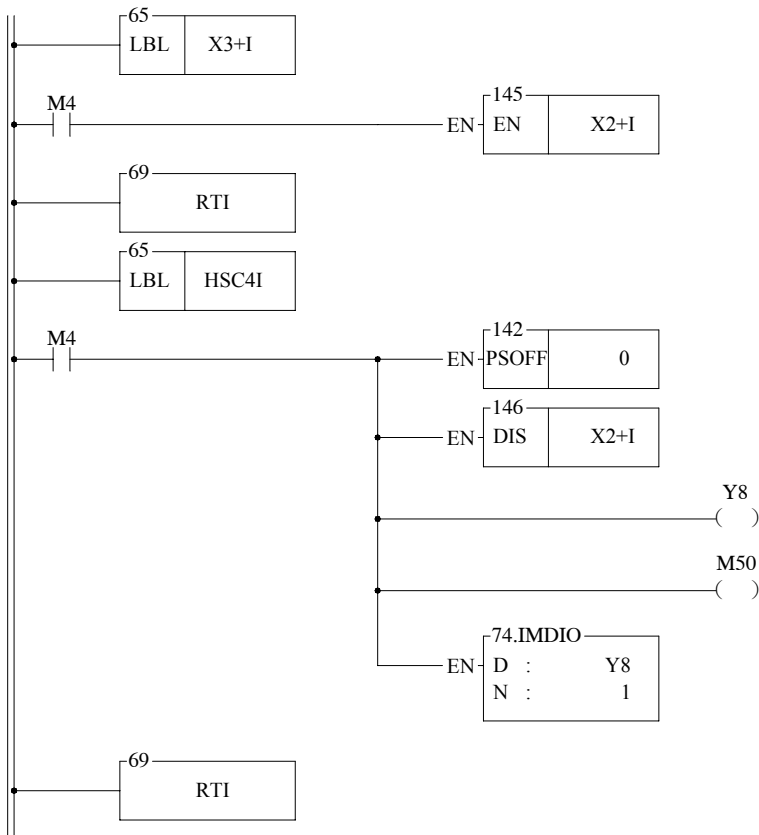 65
LBL X3+I
M4
145
EN EN X2+I
69
RTI
65
LBL HSC4I
M4
142
EN PSOFF 0
146
EN DIS X2+I
Y8
( )
M50
( )
74.IMDIO
EN D : Y8
N : 1
69
RTI